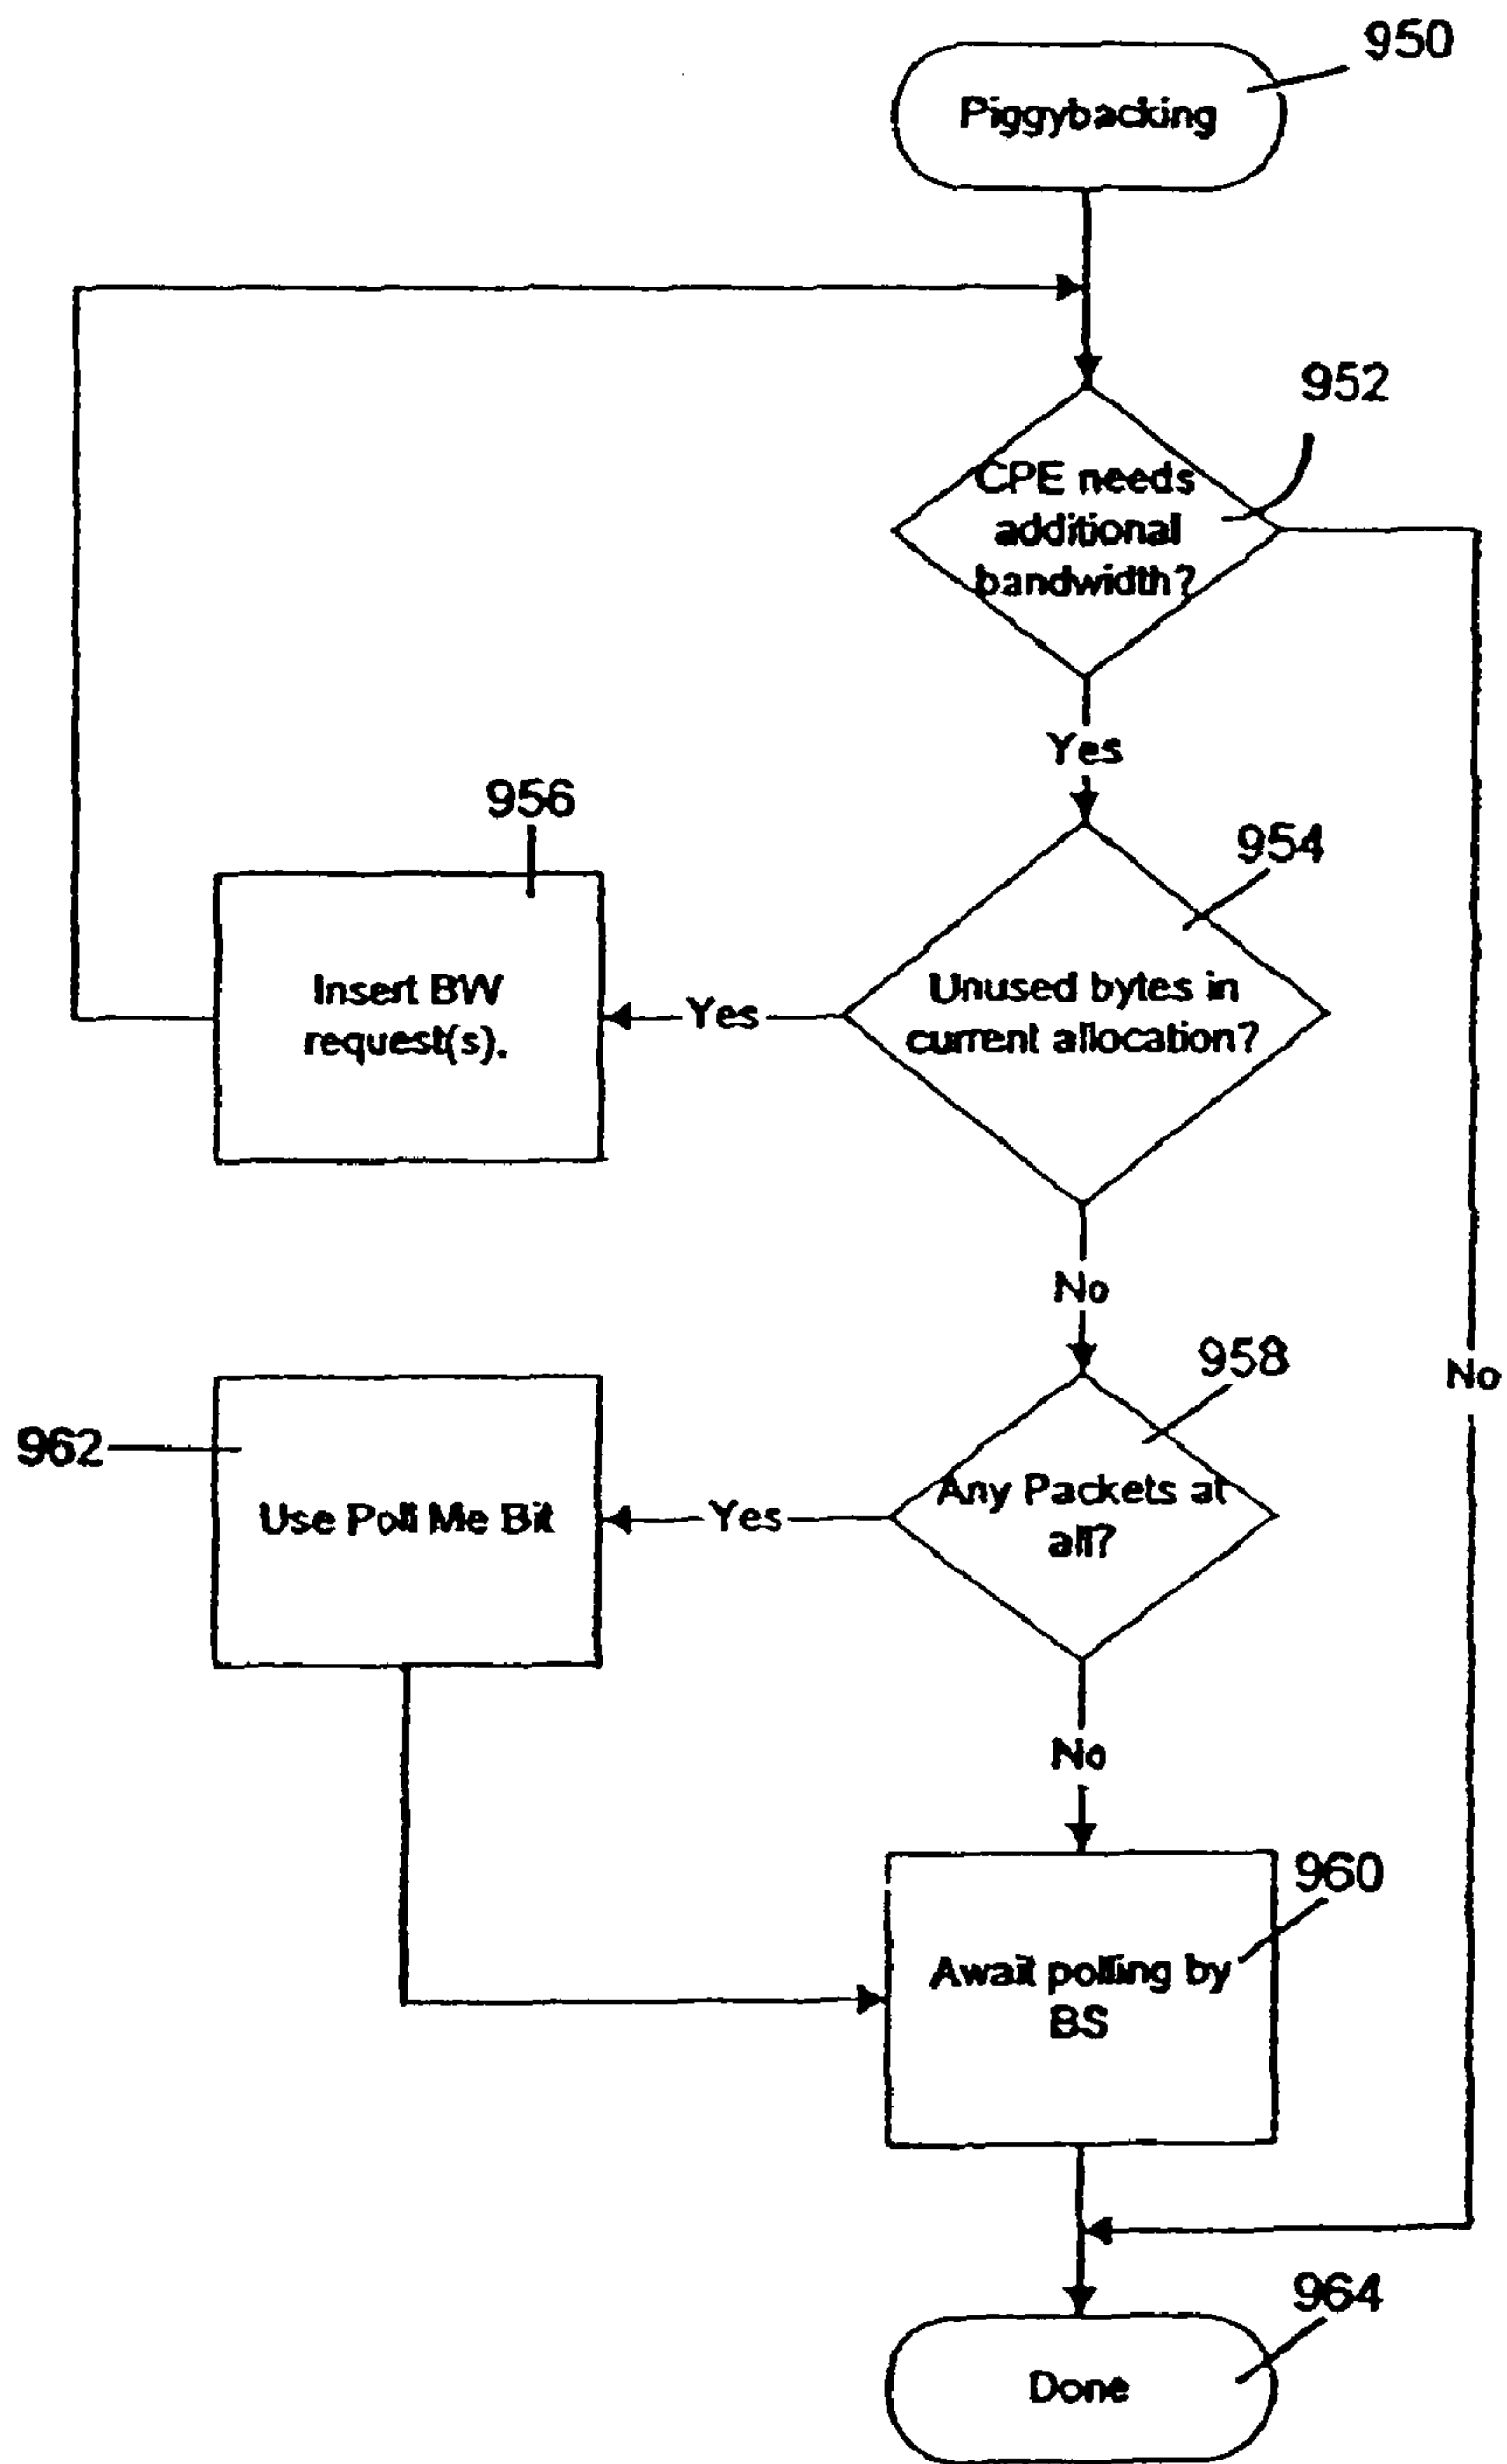 950
Piggybacking
952
CPE needs
additional
bandwidth?
Yes
956
954
Insert BW
request(s).
Yes
Unused bytes in
current allocation?
No
958
No
962
Use Poll Me Bit
Yes
Any Packets at
all?
No
960
Await polling by
BS
964
Done